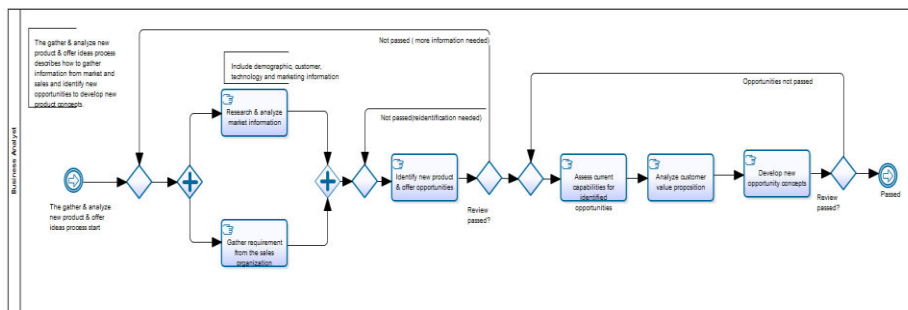 Business Analyst
The gather & analyze new
product & offer ideas process
describes how to gather
information from market and
sales and identify new
opportunities to develop new
product concepts.
Not passed ( more information needed)
Include demographic, customer,
technology and marketing information
Research & analyze
market information
Not passed(reidentification needed)
Opportunities not passed
Identify new product
& offer opportunities
Assess current
capabilities for
identified
opportunities
Analyze customer
value proposition
Develop new
opportunity concepts
The gather & analyze
new product & offer
ideas process start
Gather requirement
from the sales
organization
Review
passed?
Review
passed?
Passed